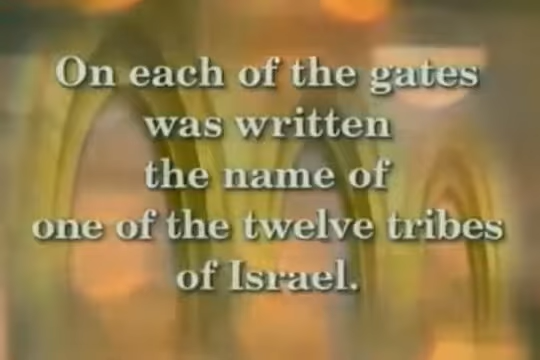 On each of the gates
was written
the name of
one of the twelve tribes
of Israel.